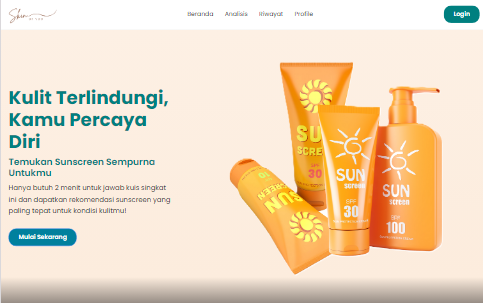 Beranda Analisis Riwayat Profile Login
Kulit Terlindungi,
Kamu Percaya
Diri
Temukan Sunscreen Sempurna
Untukmu
Hanya butuh 2 menit untuk jawab kuis singkat
ini dan dapatkan rekomendasi sunscreen yang
paling tepat untuk kondisi kulitmu!
Mulai Sekarang
SUN
SCREEN
SPF
30
SUN
SCREEN
SUN
screen
SPF
30
SUN
screen
SPF
100